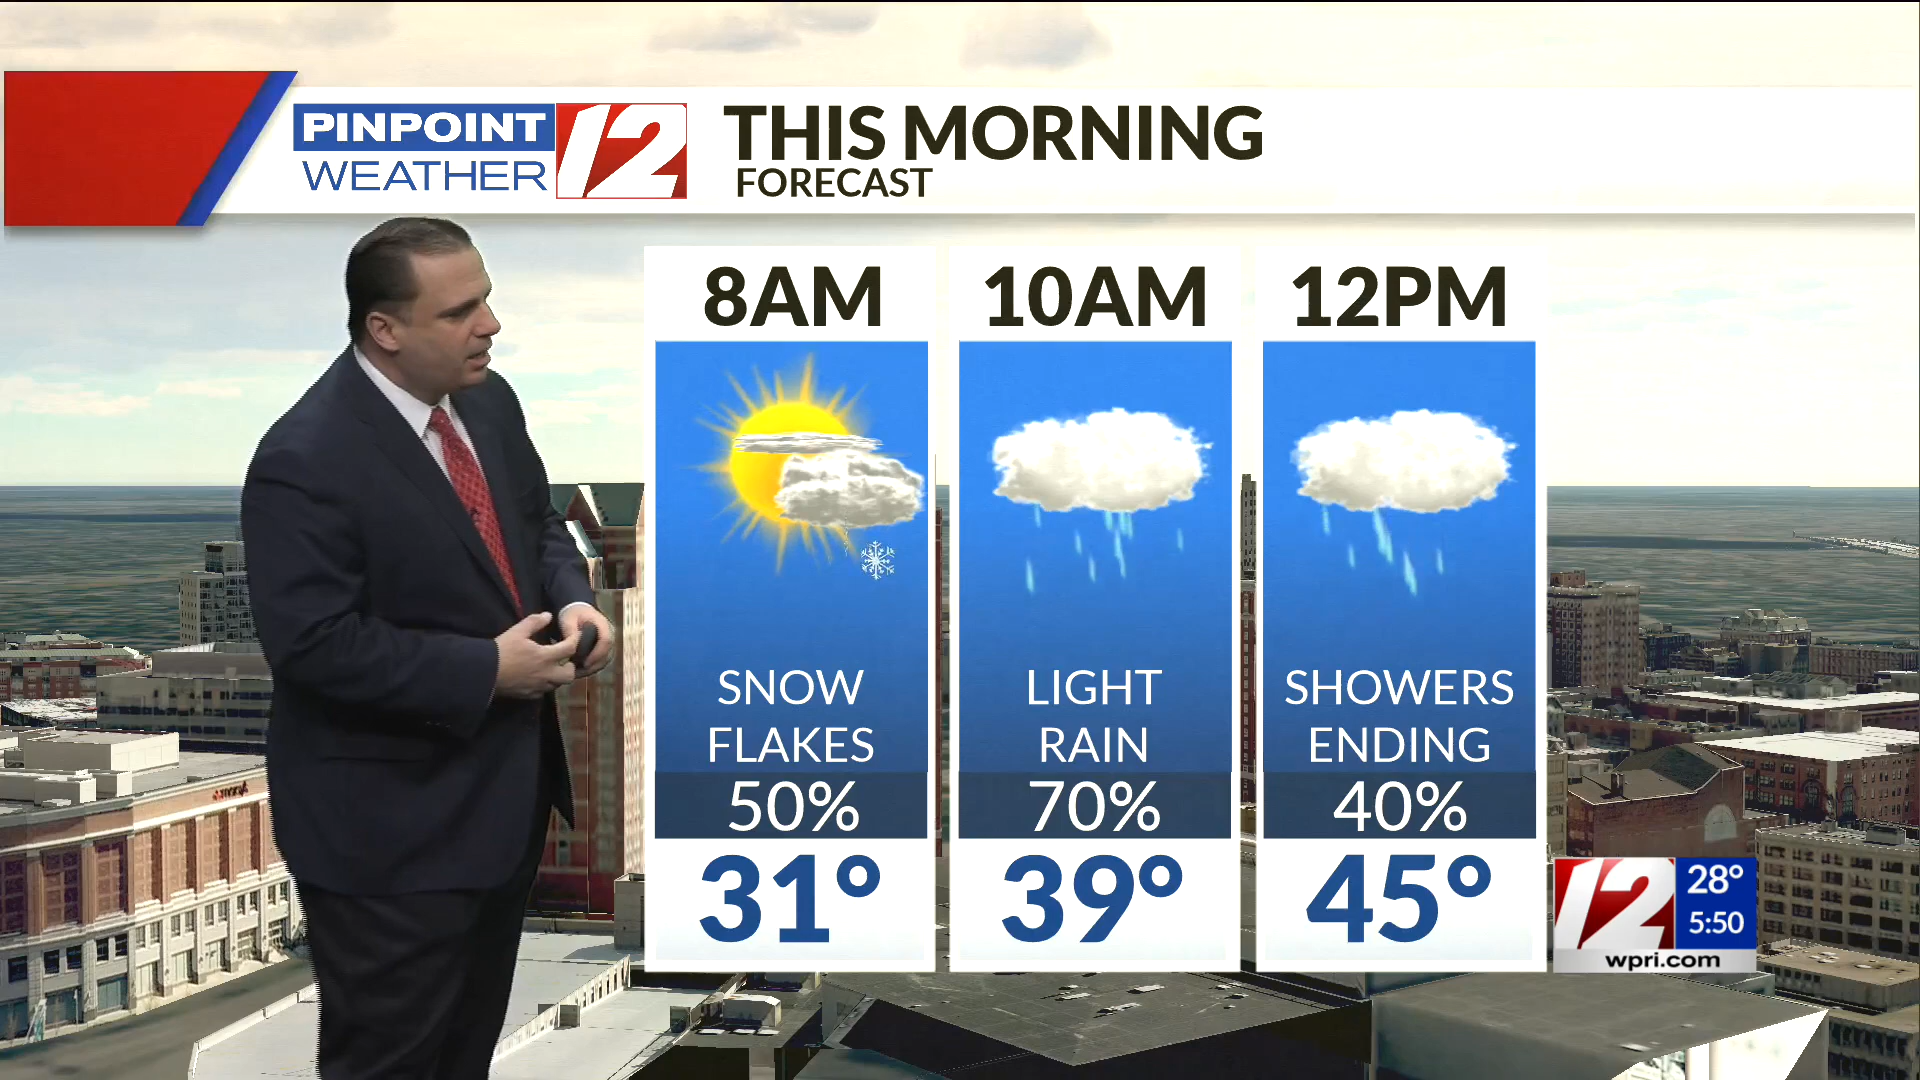 PINPOINT
WEATHER
12
THIS MORNING
FORECAST
8AM
SNOW
FLAKES
50%
31°
10AM
LIGHT
RAIN
70%
39°
12PM
SHOWERS
ENDING
40%
45°
12
28°
5:50
wpri.com